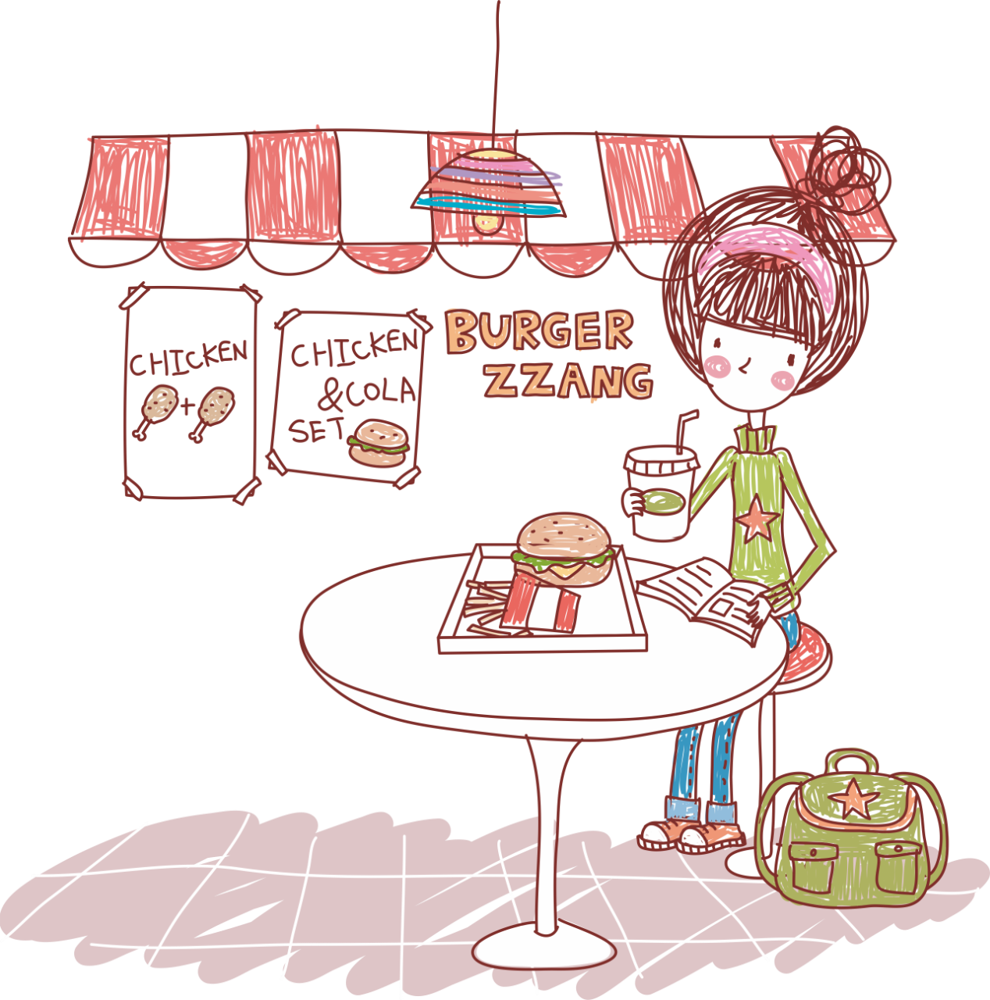 CHICKEN
+
CHICKEN
&COLA
SET
BURGER
ZZANG